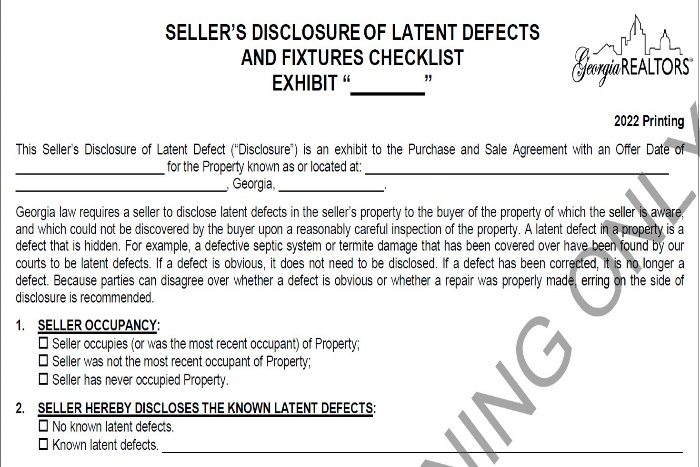 SELLER'S DISCLOSURE OF LATENT DEFECTS
AND FIXTURES CHECKLIST
EXHIBIT “________”
Georgia REALTORS®
2022 Printing
This Seller's Disclosure of Latent Defect (“Disclosure”) is an exhibit to the Purchase and Sale Agreement with an Offer Date of
____________________ for the Property known as or located at: ________________________________________
____________________________, Georgia, ______________.
Georgia law requires a seller to disclose latent defects in the seller's property to the buyer of the property of which the seller is aware,
and which could not be discovered by the buyer upon a reasonably careful inspection of the property. A latent defect in a property is a
defect that is hidden. For example, a defective septic system or termite damage that has been covered over have been found by our
courts to be latent defects. If a defect is obvious, it does not need to be disclosed. If a defect has been corrected, it is no longer a
defect. Because parties can disagree over whether a defect is obvious or whether a repair was properly made, erring on the side of
disclosure is recommended.
1. SELLER OCCUPANCY:
☐ Seller occupies (or was the most recent occupant) of Property;
☐ Seller was not the most recent occupant of Property;
☐ Seller has never occupied Property.
2. SELLER HEREBY DISCLOSES THE KNOWN LATENT DEFECTS:
☐ No known latent defects.
☐ Known latent defects. ____________________________________________________________
NING ONLY